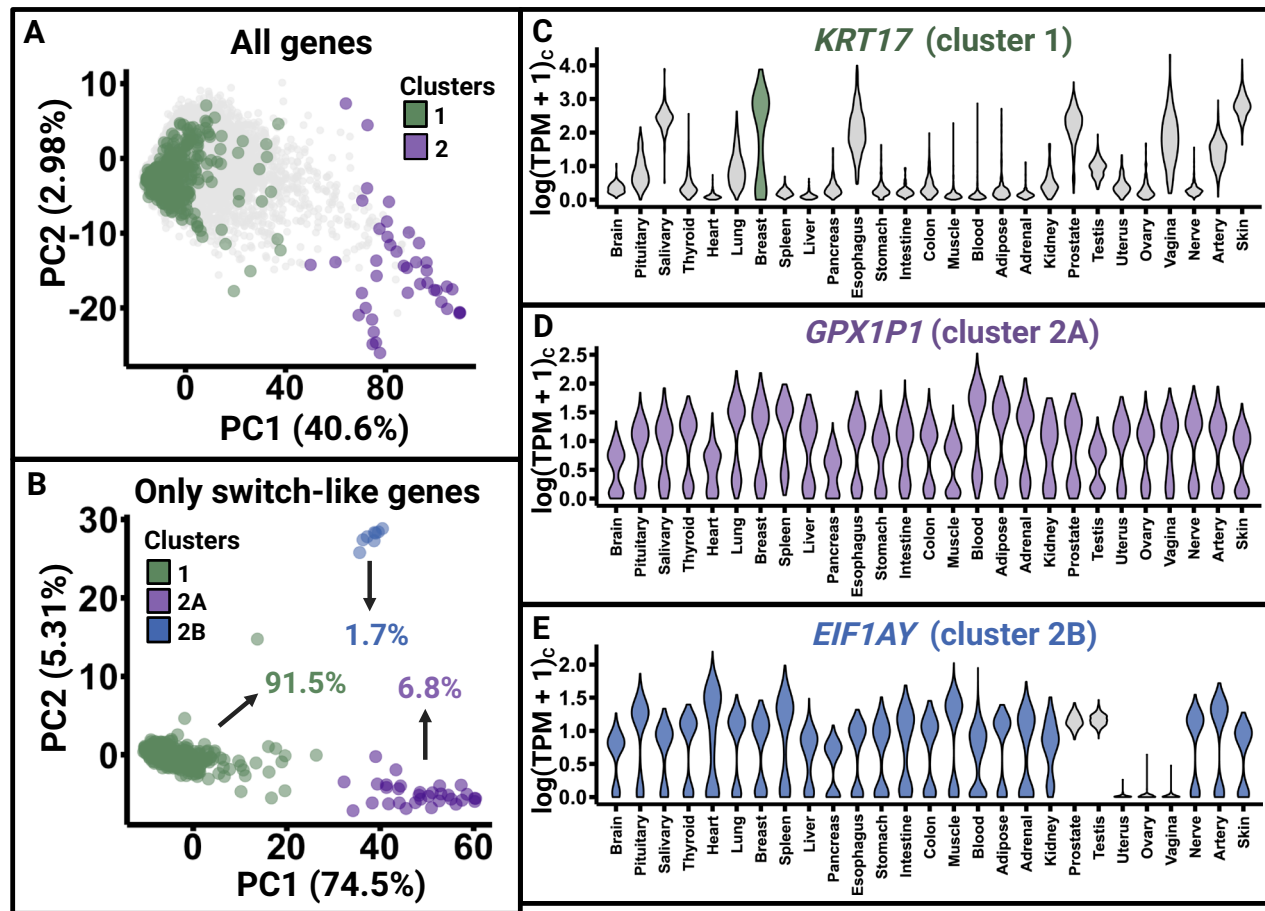 A
All genes
Clusters
1
2
10
0
-10
-20
PC2 (2.98%)
0
40
80
PC1 (40.6%)
B
Only switch-like genes
Clusters
1
2A
2B
30
20
10
0
PC2 (5.31%)
1.7%
91.5%
6.8%
0
20
40
60
PC1 (74.5%)
C
KRT17 (cluster 1)
log(TPM + 1)c
4.0
3.0
2.0
1.0
0.0
Brain
Pituitary
Salivary
Thyroid
Heart
Lung
Breast
Spleen
Liver
Pancreas
Esophagus
Stomach
Intestine
Colon
Muscle
Blood
Adipose
Adrenal
Kidney
Prostate
Testis
Uterus
Ovary
Vagina
Nerve
Artery
Skin
D
GPX1P1 (cluster 2A)
log(TPM + 1)c
2.5
2.0
1.5
1.0
0.5
0.0
Brain
Pituitary
Salivary
Thyroid
Heart
Lung
Breast
Spleen
Liver
Pancreas
Esophagus
Stomach
Intestine
Colon
Muscle
Blood
Adipose
Adrenal
Kidney
Prostate
Testis
Uterus
Ovary
Vagina
Nerve
Artery
Skin
E
EIF1AY (cluster 2B)
log(TPM + 1)c
2.0
1.5
1.0
0.5
0.0
Brain
Pituitary
Salivary
Thyroid
Heart
Lung
Breast
Spleen
Liver
Pancreas
Esophagus
Stomach
Intestine
Colon
Muscle
Blood
Adipose
Adrenal
Kidney
Prostate
Testis
Uterus
Ovary
Vagina
Nerve
Artery
Skin